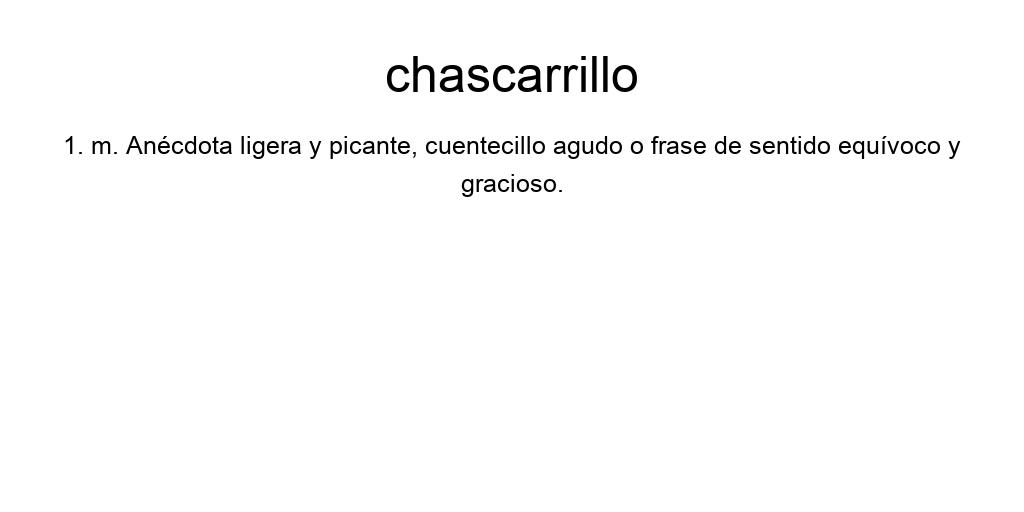 chascarrillo
1. m. Anécdota ligera y picante, cuentecillo agudo o frase de sentido equívoco y
gracioso.